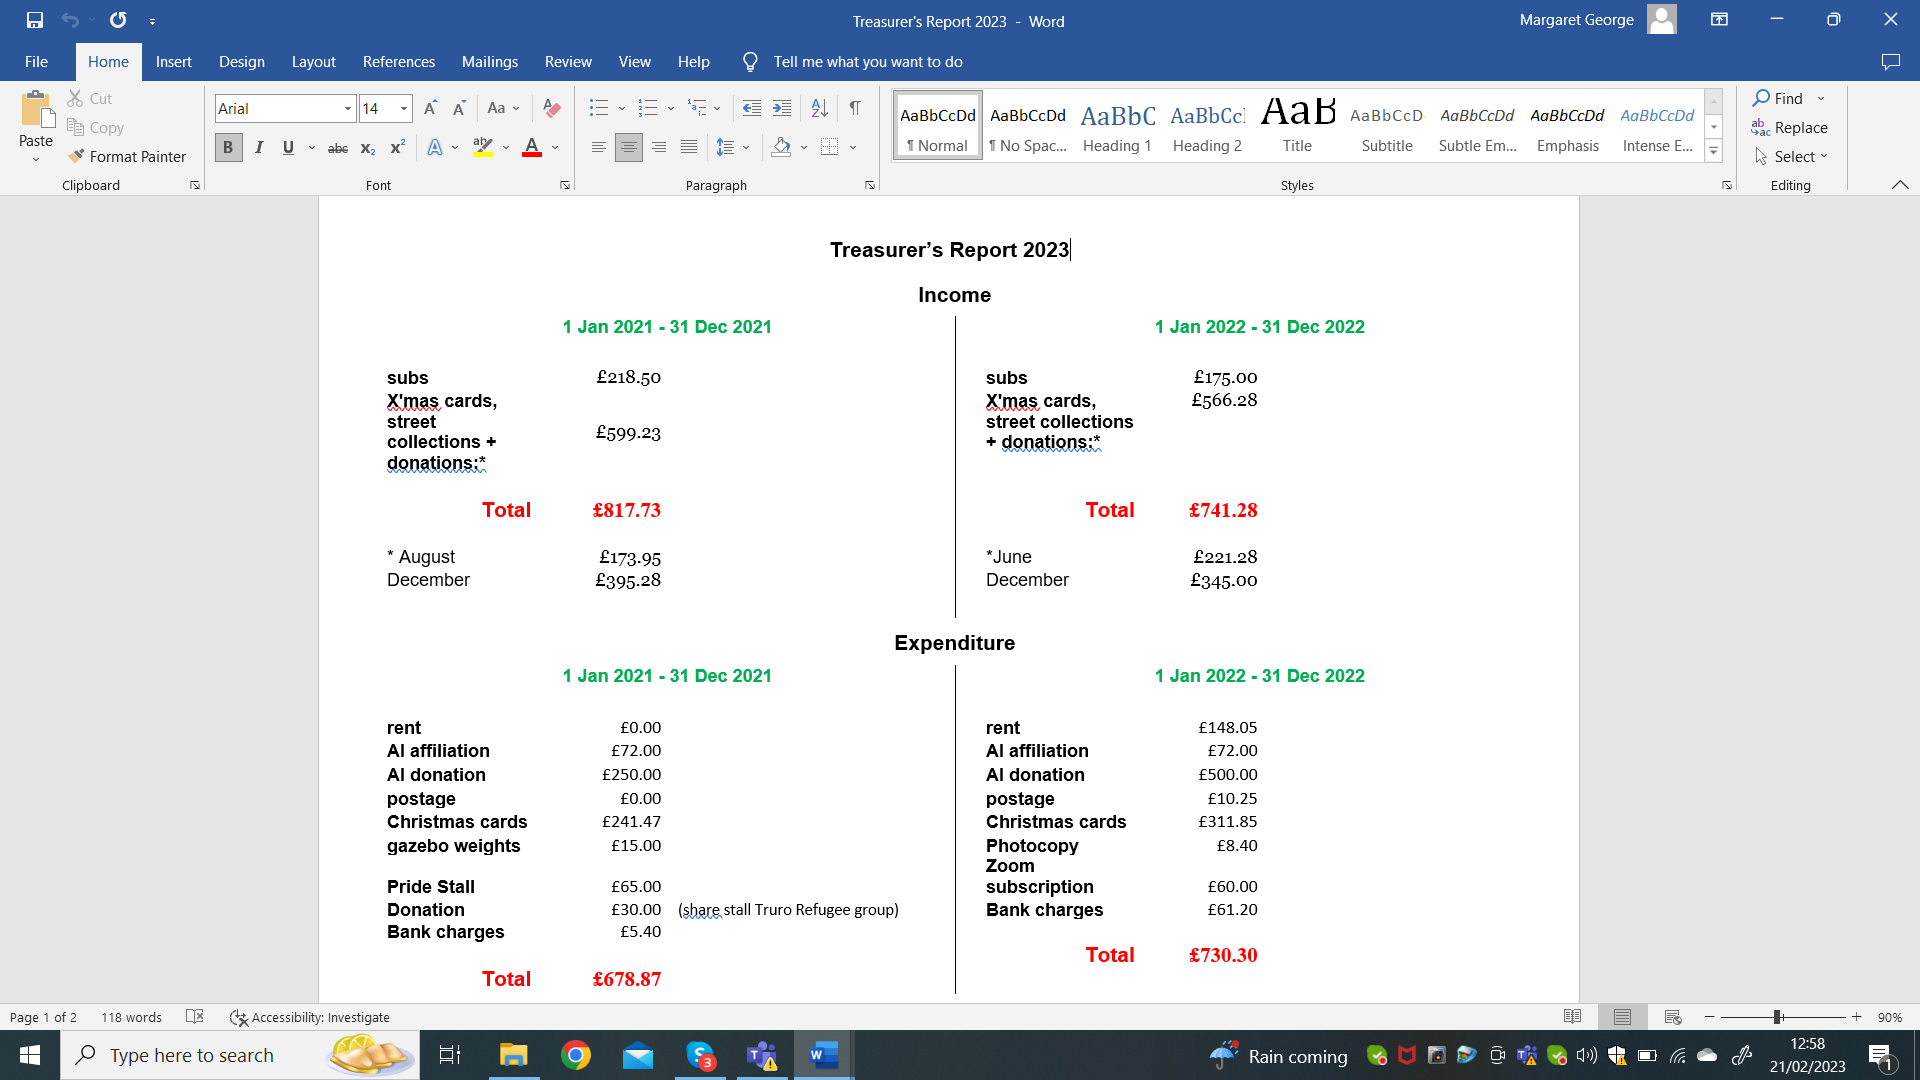 Treasurer's Report 2023 - Word
Margaret George
File Home Insert Design Layout References Mailings Review View Help Tell me what you want to do
Paste
Cut
Copy
Format Painter
Clipboard
Arial 14
Font
Paragraph
AaBbCcDd AaBbCcDd AaBbC AaBbCc AaB AaBbCcD AaBbCcDd AaBbCcDd AaBbCcDd
¶ Normal ¶ No Spac... Heading 1 Heading 2 Title Subtitle Subtle Em... Emphasis Intense E...
Styles
Find
Replace
Select
Editing
Treasurer’s Report 2023
Income
1 Jan 2021 - 31 Dec 2021
subs £218.50
X'mas cards,
street
collections + £599.23
donations:*
Total £817.73
* August £173.95
December £395.28
1 Jan 2022 - 31 Dec 2022
subs £175.00
X'mas cards, £566.28
street collections
+ donations:*
Total £741.28
*June £221.28
December £345.00
Expenditure
1 Jan 2021 - 31 Dec 2021
rent £0.00
AI affiliation £72.00
AI donation £250.00
postage £0.00
Christmas cards £241.47
gazebo weights £15.00
Pride Stall £65.00
Donation £30.00 (share stall Truro Refugee group)
Bank charges £5.40
Total £678.87
1 Jan 2022 - 31 Dec 2022
rent £148.05
AI affiliation £72.00
AI donation £500.00
postage £10.25
Christmas cards £311.85
Photocopy £8.40
Zoom
subscription £60.00
Bank charges £61.20
Total £730.30
Page 1 of 2 118 words Accessibility: Investigate 90%
Type here to search
Rain coming
12:58
21/02/2023